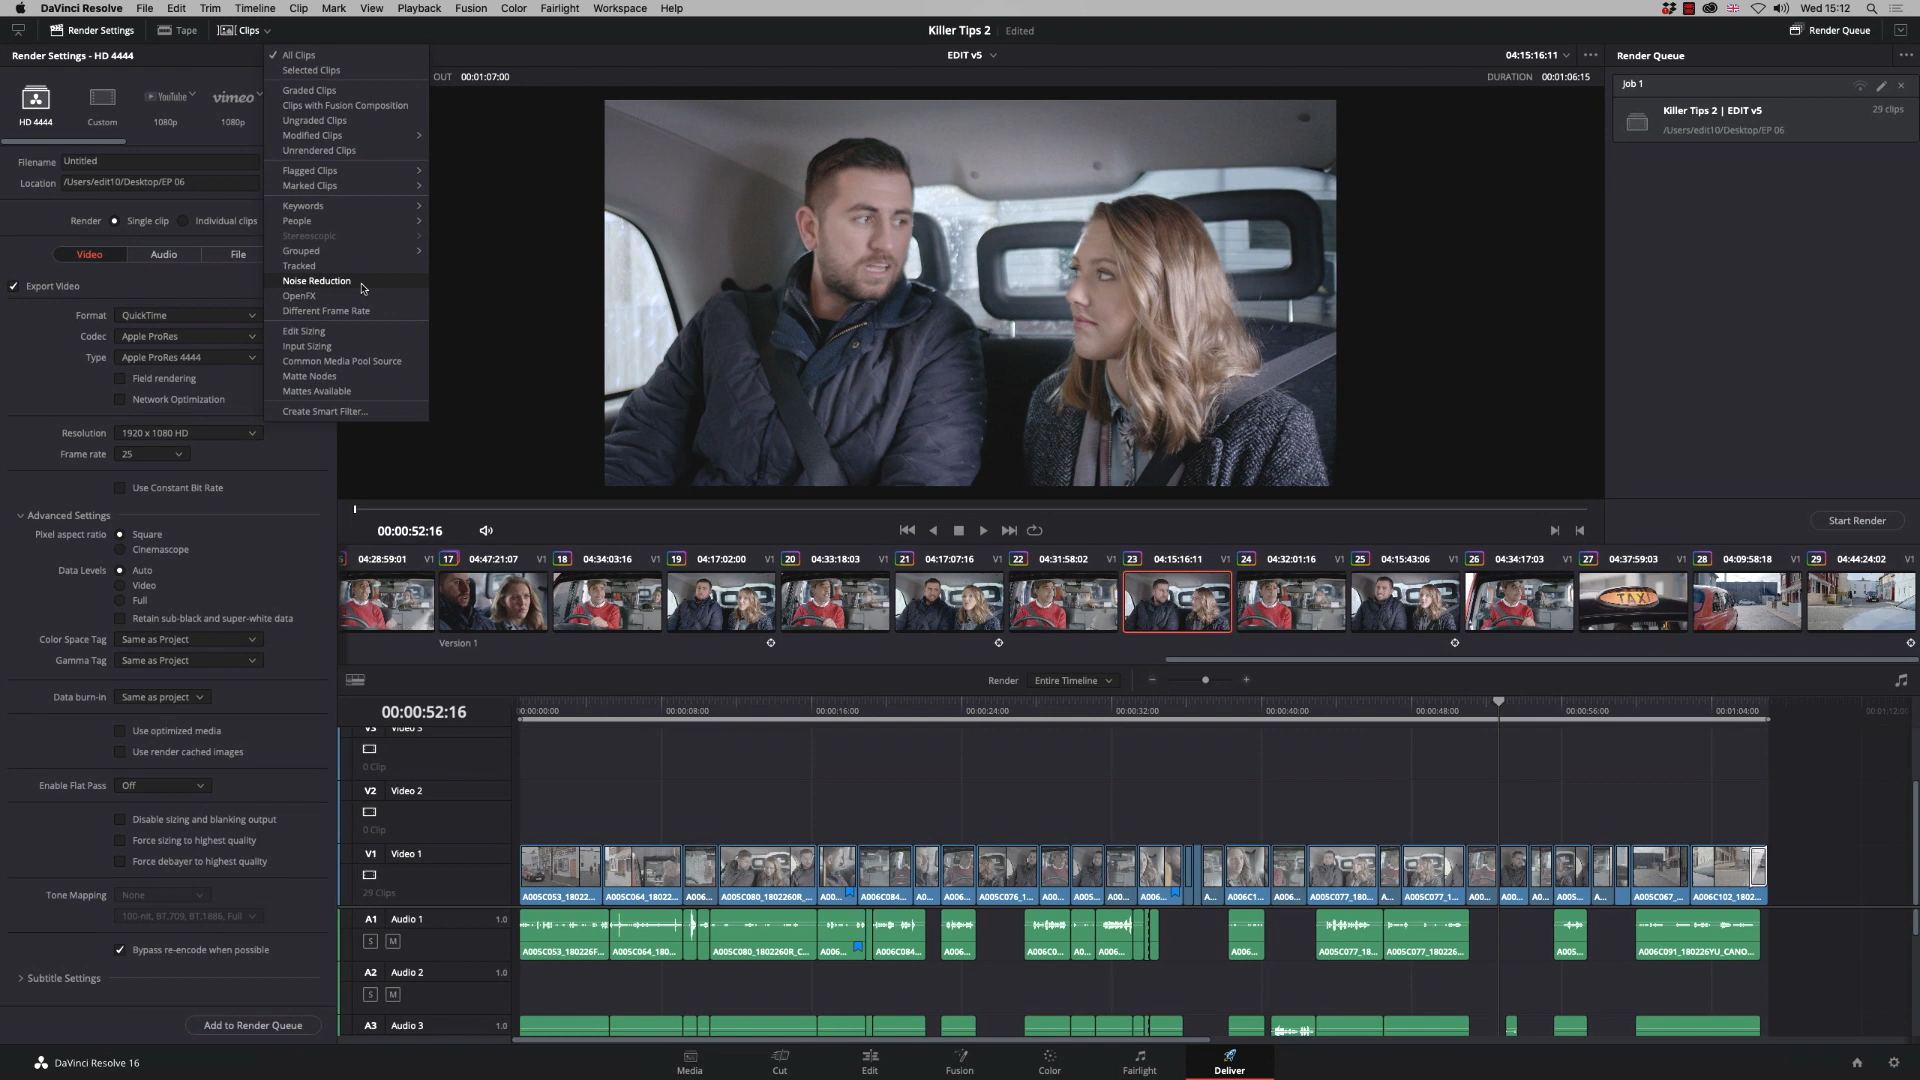 DaVinci Resolve File Edit Trim Timeline Clip Mark View Playback Fusion Color Fairlight Workspace Help Wed 15:12
Render Settings Tape Clips Killer Tips 2 Edited Render Queue
Render Settings - HD 4444 EDIT v5 04:15:16:11 Render Queue
OUT 00:01:07:00 DURATION 00:01:06:15
All Clips
Selected Clips
Graded Clips
Clips with Fusion Composition
Ungraded Clips
Modified Clips
Unrendered Clips
Flagged Clips
Marked Clips
Keywords
People
Stereoscopic
Grouped
Tracked
Noise Reduction
OpenFX
Different Frame Rate
Edit Sizing
Input Sizing
Common Media Pool Source
Matte Nodes
Mattes Available
Create Smart Filter...
YouTube vimeo
HD 4444 Custom 1080p 1080p
Filename Untitled
Location /Users/edit10/Desktop/EP 06
Render Single clip Individual clips
Video Audio File
Export Video
Format QuickTime
Codec Apple ProRes
Type Apple ProRes 4444
Field rendering
Network Optimization
Resolution 1920 x 1080 HD
Frame rate 25
Use Constant Bit Rate
Advanced Settings
Pixel aspect ratio Square
Cinemascope
Data Levels Auto
Video
Full
Retain sub-black and super-white data
Color Space Tag Same as Project
Gamma Tag Same as Project
Data burn-in Same as project
Use optimized media
Use render cached images
Enable Flat Pass Off
Disable sizing and blanking output
Force sizing to highest quality
Force debayer to highest quality
Tone Mapping None
100-nit, BT.709, BT.1886, Full
Bypass re-encode when possible
Subtitle Settings
Add to Render Queue
Job 1
Killer Tips 2 | EDIT v5 29 clips
/Users/edit10/Desktop/EP 06
Start Render
00:00:52:16
04:28:59:01 V1 17 04:47:21:07 V1 18 04:34:03:16 V1 19 04:17:02:00 V1 20 04:33:18:03 V1 21 04:17:07:16 V1 22 04:31:58:02 V1 23 04:15:16:11 V1 24 04:32:01:16 V1 25 04:15:43:06 V1 26 04:34:17:03 V1 27 04:37:59:03 V1 28 04:09:58:18 V1 29 04:44:24:02 V1
TAXI
Version 1
Render Entire Timeline
00:00:52:16 00:00:08:00 00:00:16:00 00:00:24:00 00:00:32:00 00:00:40:00 00:00:48:00 00:00:56:00 00:01:04:00 00:01:12:00
V3 Video 3
0 Clip
V2 Video 2
0 Clip
V1 Video 1
29 Clips
A005C053_18022... A005C064_18022... A006... A005C080_1802260R_... A00... A006C084... A0... A006... A005C076_1... A00... A005... A00... A006... A... A006C1... A00... A005C077_180... A... A005C077_1... A00... A00... A0... A005... A... A005C067_... A006C102_1802...
A1 Audio 1 1.0
S M
A005C053_180226F... A005C064_180... A005C080_1802260R_C... A006... A006C084... A006... A006C0... A0... A006... A006... A005C077_18... A005C077_180226... A005... A006C091_180226YU_CANO...
A2 Audio 2 1.0
S M
A3 Audio 3 1.0
DaVinci Resolve 16 Media Cut Edit Fusion Color Fairlight Deliver